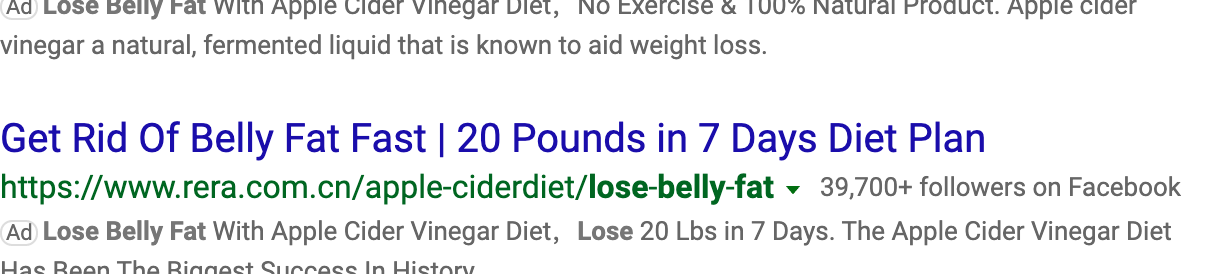 Ad Lose Belly Fat With Apple Cider Vinegar Diet， No Exercise & 100% Natural Product. Apple cider
vinegar a natural, fermented liquid that is known to aid weight loss.
Get Rid Of Belly Fat Fast | 20 Pounds in 7 Days Diet Plan
https://www.rera.com.cn/apple-ciderdiet/lose-belly-fat 39,700+ followers on Facebook
Ad Lose Belly Fat With Apple Cider Vinegar Diet， Lose 20 Lbs in 7 Days. The Apple Cider Vinegar Diet
Has Been The Biggest Success In History